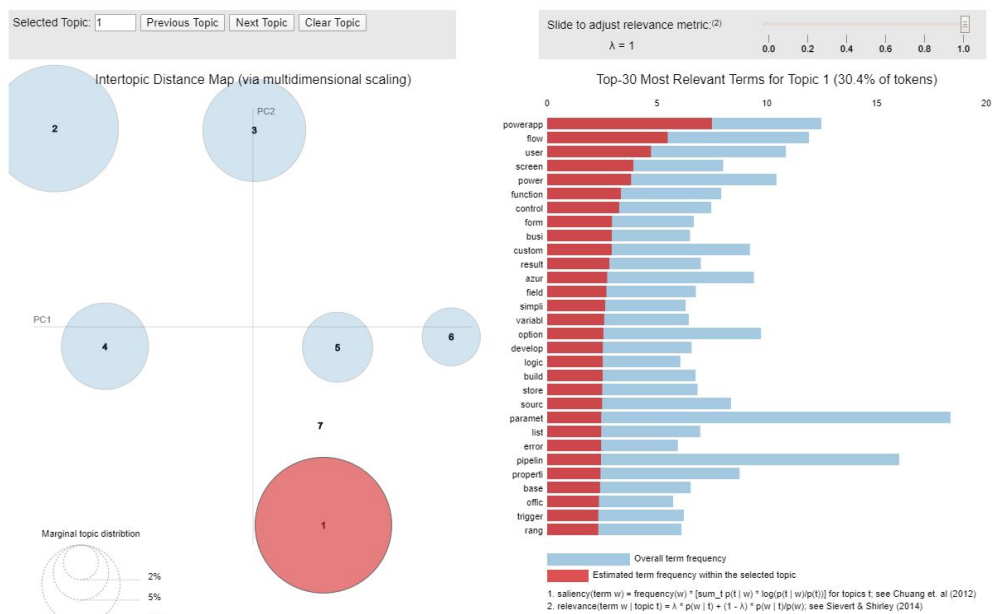 Selected Topic: 1 Previous Topic Next Topic Clear Topic
Slide to adjust relevance metric:(2)
λ = 1
0.0 0.2 0.4 0.6 0.8 1.0
Intertopic Distance Map (via multidimensional scaling)
PC2
PC1
2
3
4
5
6
7
1
Marginal topic distribtion
2%
5%
Top-30 Most Relevant Terms for Topic 1 (30.4% of tokens)
0 5 10 15 20
powerapp
flow
user
screen
power
function
control
form
busi
custom
result
azur
field
simpli
variabl
option
develop
logic
build
store
sourc
paramet
list
error
pipelin
properti
base
offic
trigger
rang
Overall term frequency
Estimated term frequency within the selected topic
1. saliency(term w) = frequency(w) * [sum_t p(t | w) * log(p(t | w)/p(t))] for topics t; see Chuang et. al (2012)
2. relevance(term w | topic t) = λ * p(w | t) + (1 - λ) * p(w | t)/p(w); see Sievert & Shirley (2014)